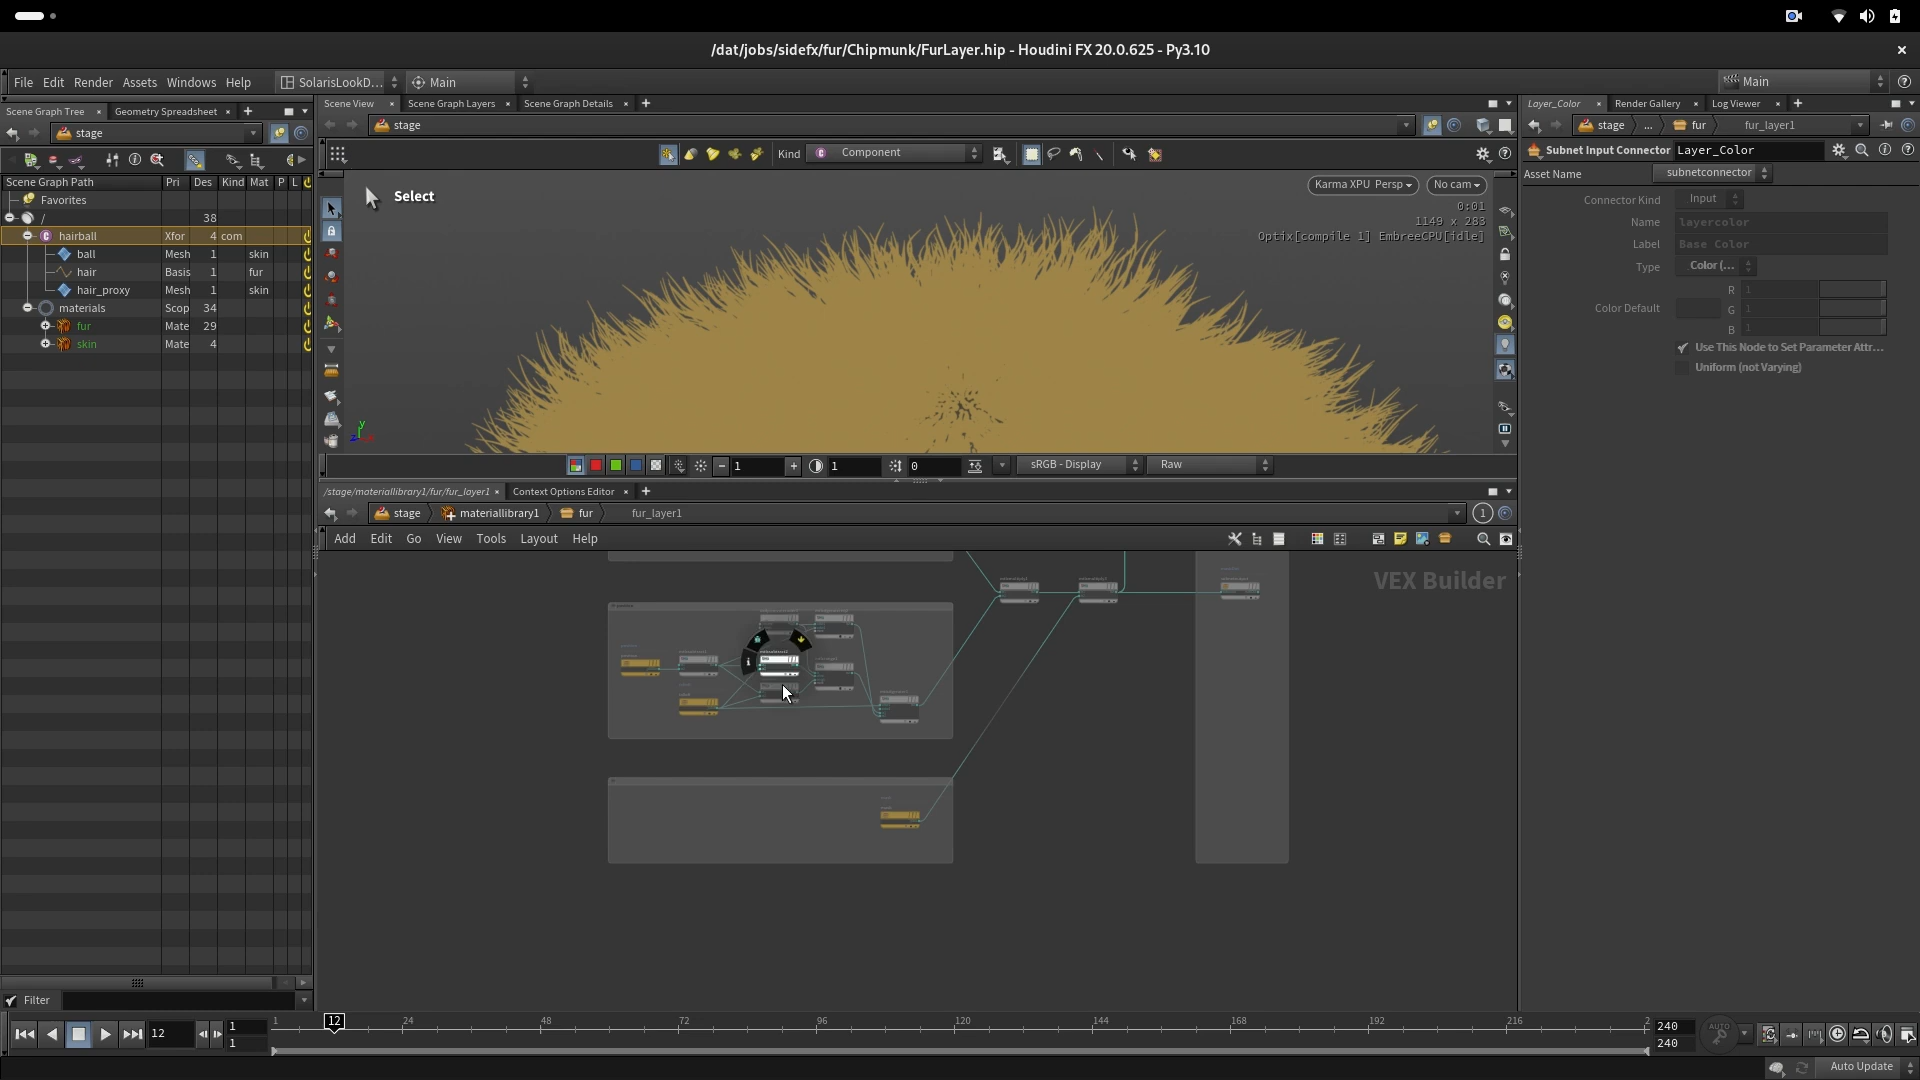 /dat/jobs/sidefx/fur/Chipmunk/FurLayer.hip - Houdini FX 20.0.625 - Py3.10
File Edit Render Assets Windows Help SolarisLookD... Main Main
Scene Graph Tree Geometry Spreadsheet
stage
Scene Graph Path Pri Des Kind Mat P L
Favorites
/ 38
hairball Xfor 4 com
ball Mesh 1 skin
hair Basis 1 fur
hair_proxy Mesh 1 skin
materials Scop 34
fur Mate 29
skin Mate 4
Filter
Scene View Scene Graph Layers Scene Graph Details
stage
Kind Component
Select
Karma XPU Persp No cam
0:01
1149 x 283
Optix[compile 1] EmbreeCPU[idle]
y
1 1 0 sRGB - Display Raw
/stage/materiallibrary1/fur/fur_layer1 Context Options Editor
stage materiallibrary1 fur fur_layer1 1
Add Edit Go View Tools Layout Help
VEX Builder
Layer_Color Render Gallery Log Viewer
stage ... fur fur_layer1
Subnet Input Connector Layer_Color
Asset Name subnetconnector
Connector Kind Input
Name layercolor
Label Base Color
Type Color (...
Color Default R 1
G 1
B 1
Use This Node to Set Parameter Attr...
Uniform (not Varying)
12 1 1 12 24 48 72 96 120 144 168 192 216 2 240 AUTO
1 240
Auto Update